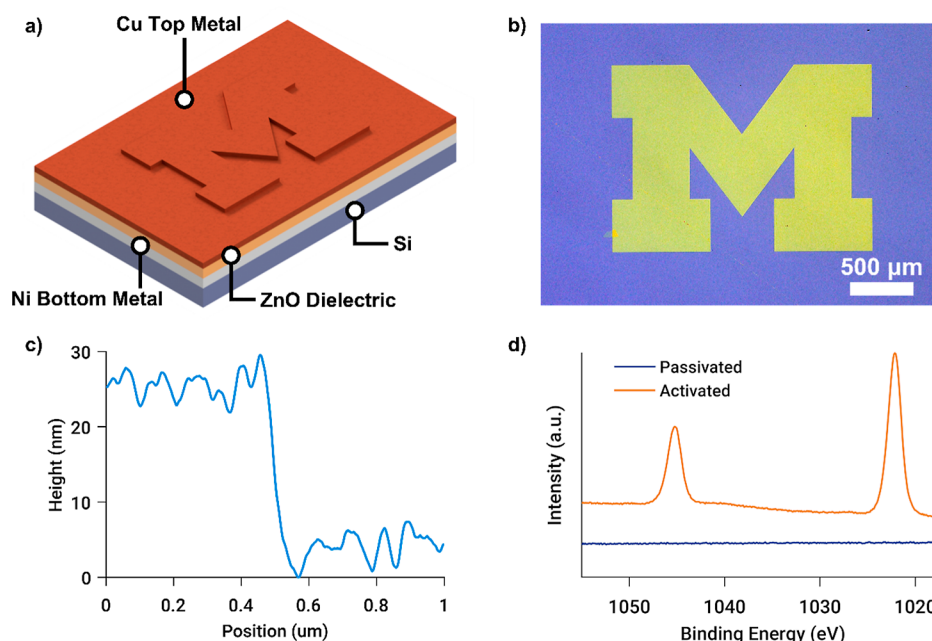 a)
Cu Top Metal
Si
Ni Bottom Metal
ZnO Dielectric
b)
M
500 µm
c)
30
20
10
0
Height (nm)
0 0.2 0.4 0.6 0.8 1
Position (um)
d)
Passivated
Activated
Intensity (a.u.)
1050 1040 1030 1020
Binding Energy (eV)